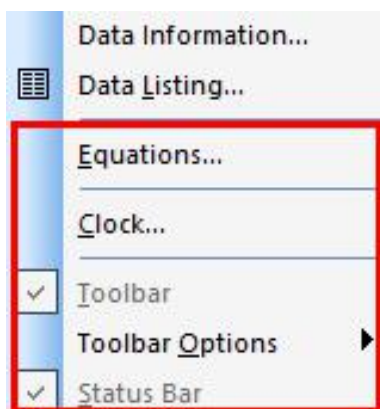 Data Information...
Data Listing...
Equations...
Clock...
Toolbar
Toolbar Options
Status Bar